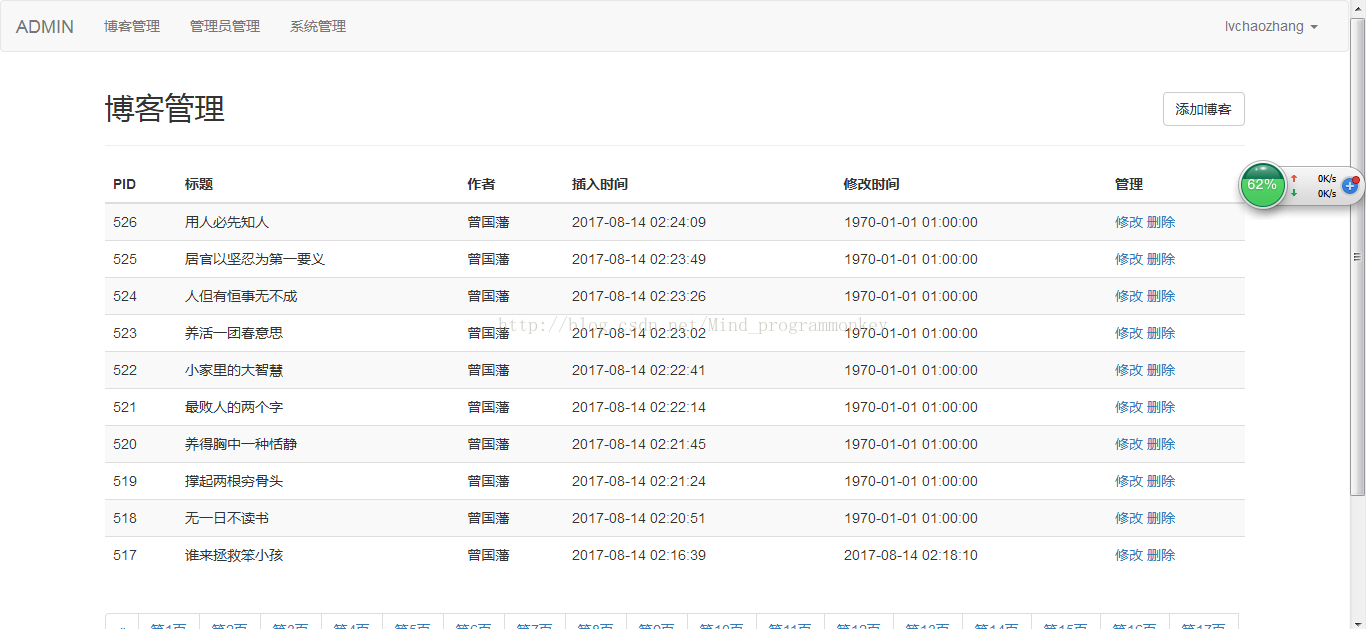 ADMIN 博客管理 管理员管理 系统管理 lvchaozhang
博客管理 添加博客
PID 标题 作者 插入时间 修改时间 管理
62% 0K/s
0K/s
526 用人必先知人 曾国藩 2017-08-14 02:24:09 1970-01-01 01:00:00 修改 删除
525 居官以坚忍为第一要义 曾国藩 2017-08-14 02:23:49 1970-01-01 01:00:00 修改 删除
524 人但有恒事无不成 曾国藩 2017-08-14 02:23:26 1970-01-01 01:00:00 修改 删除
http://blog.csdn.net/Mind_programmonkey
523 养活一团春意思 曾国藩 2017-08-14 02:23:02 1970-01-01 01:00:00 修改 删除
522 小家里的大智慧 曾国藩 2017-08-14 02:22:41 1970-01-01 01:00:00 修改 删除
521 最败人的两个字 曾国藩 2017-08-14 02:22:14 1970-01-01 01:00:00 修改 删除
520 养得胸中一种恬静 曾国藩 2017-08-14 02:21:45 1970-01-01 01:00:00 修改 删除
519 撑起两根穷骨头 曾国藩 2017-08-14 02:21:24 1970-01-01 01:00:00 修改 删除
518 无一日不读书 曾国藩 2017-08-14 02:20:51 1970-01-01 01:00:00 修改 删除
517 谁来拯救笨小孩 曾国藩 2017-08-14 02:16:39 2017-08-14 02:18:10 修改 删除
« 第1页 第2页 第3页 第4页 第5页 第6页 第7页 第8页 第9页 第10页 第11页 第12页 第13页 第14页 第15页 第16页 第17页